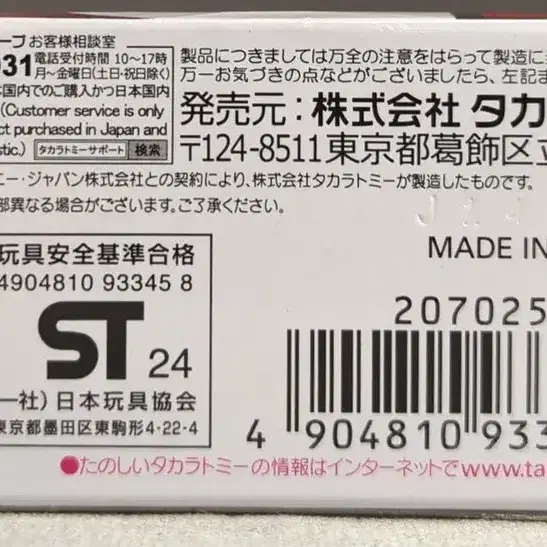 ープ お客様相談室
031 電話受付時間 10〜17時
月〜金曜日(土日・祝日除く)
国内でのご購入かつ日本国内
(Customer service is only
ct purchased in Japan and
stic.) タカラトミーサポート 検索
製品につきましては万全の注意をはらって製造に
万一お気づきの点などがございましたら、左記ま
発売元:株式会社 タカ
〒124-8511東京都葛飾区立
ニー・ジャパン株式会社との契約により、株式会社タカラトミーが製造したものです。
部異なる場合がございます。ご了承ください。
MADE IN
玩具安全基準合格
4904810 93345 8
ST 24
一社)日本玩具協会
東京都墨田区東駒形4-22-4
207025
4 904810 933
●たのしいタカラトミーの情報はインターネットでwww.ta